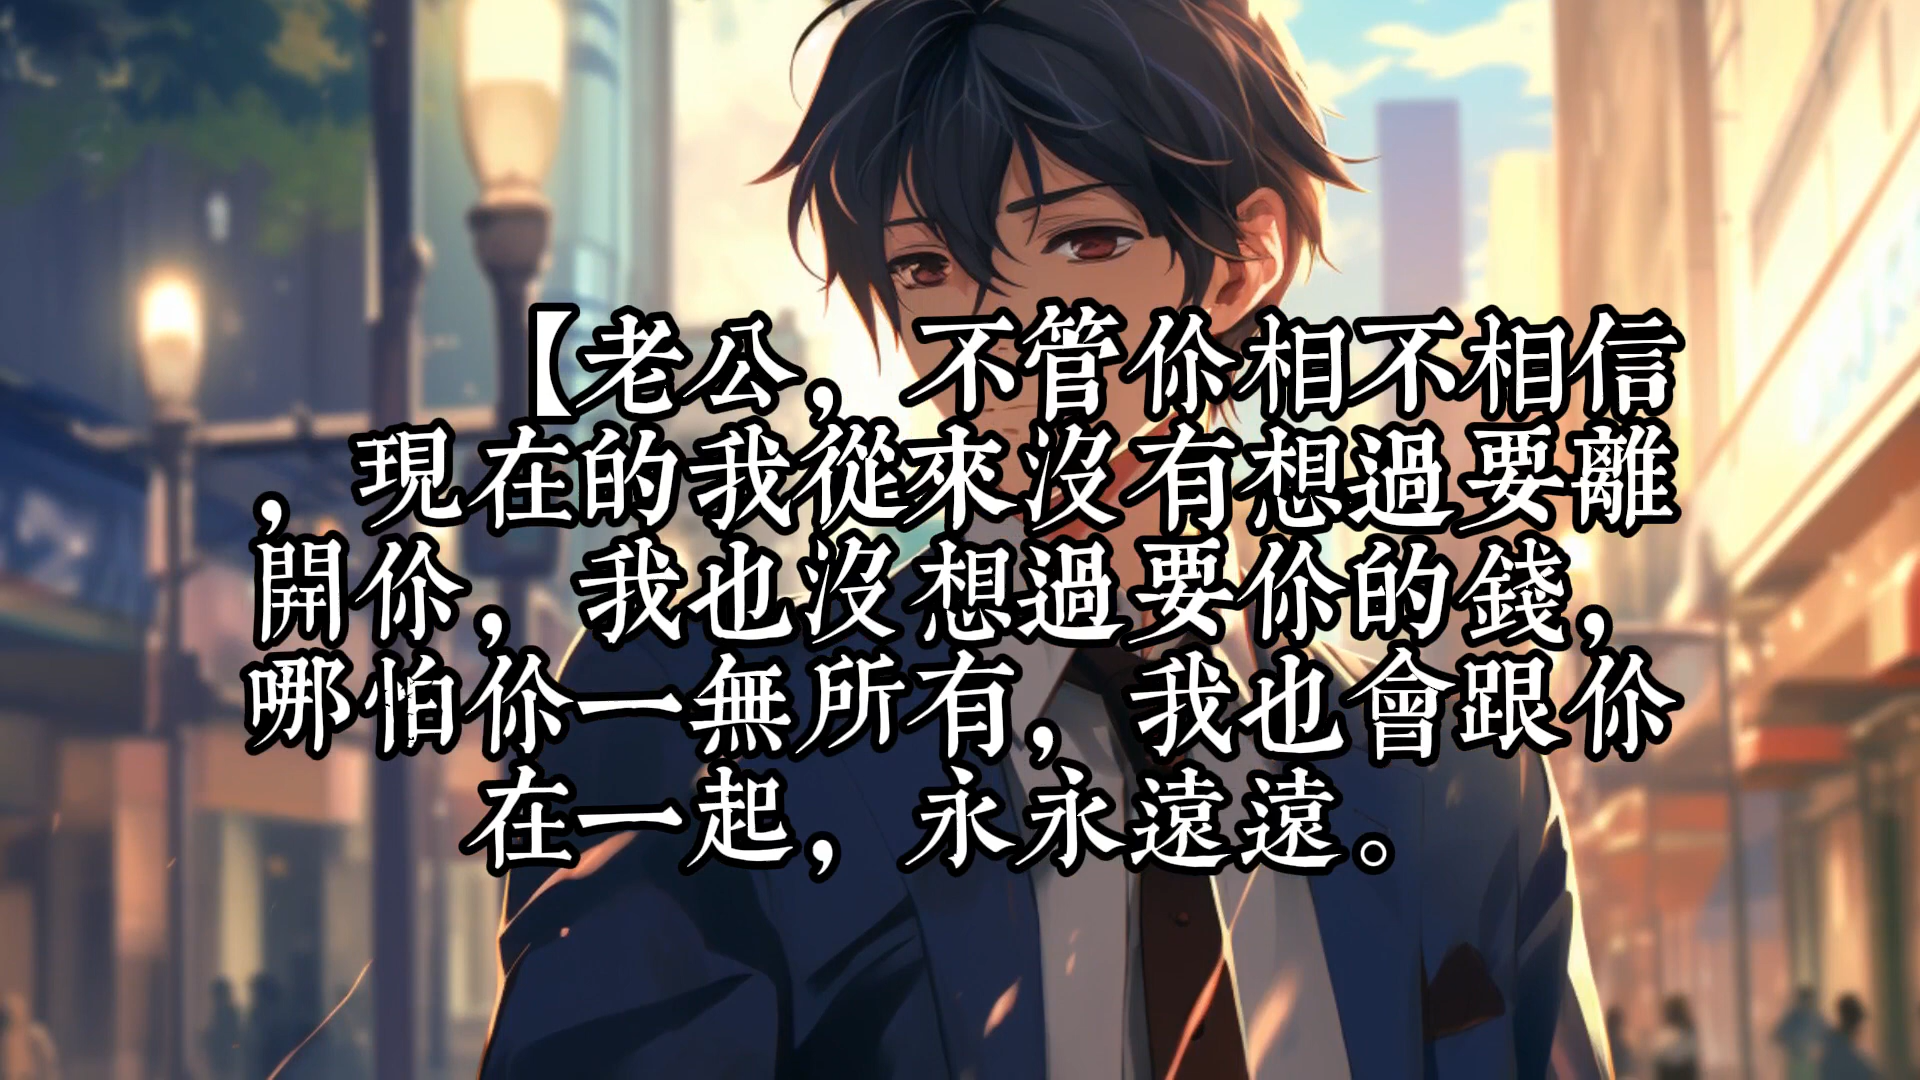 【老公，不管你相不相信
，現在的我從來沒有想過要離
開你，我也沒想過要你的錢，
哪怕你一無所有，我也會跟你
在一起，永永遠遠。